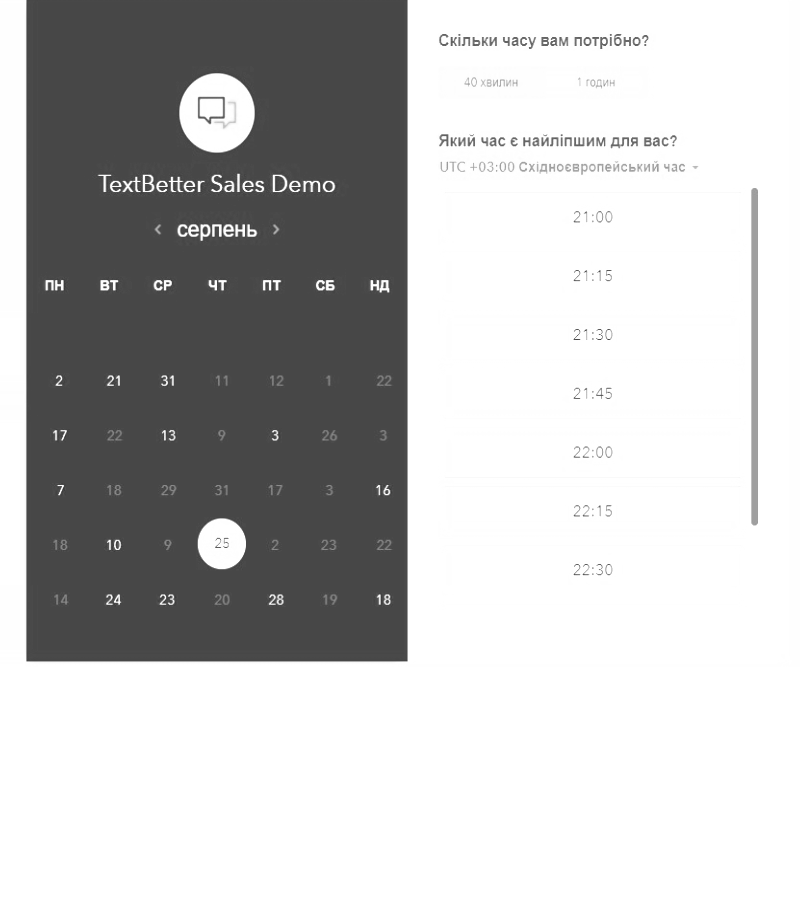 TextBetter Sales Demo
серпень
ПН ВТ СР ЧТ ПТ СБ НД
2 21 31 11 12 1 22
17 22 13 9 3 26 3
7 18 29 31 17 3 16
18 10 9 25 2 23 22
14 24 23 20 28 19 18
Скільки часу вам потрібно?
40 хвилин 1 годин
Який час є найліпшим для вас?
UTC +03:00 Східноєвропейський час
21:00
21:15
21:30
21:45
22:00
22:15
22:30